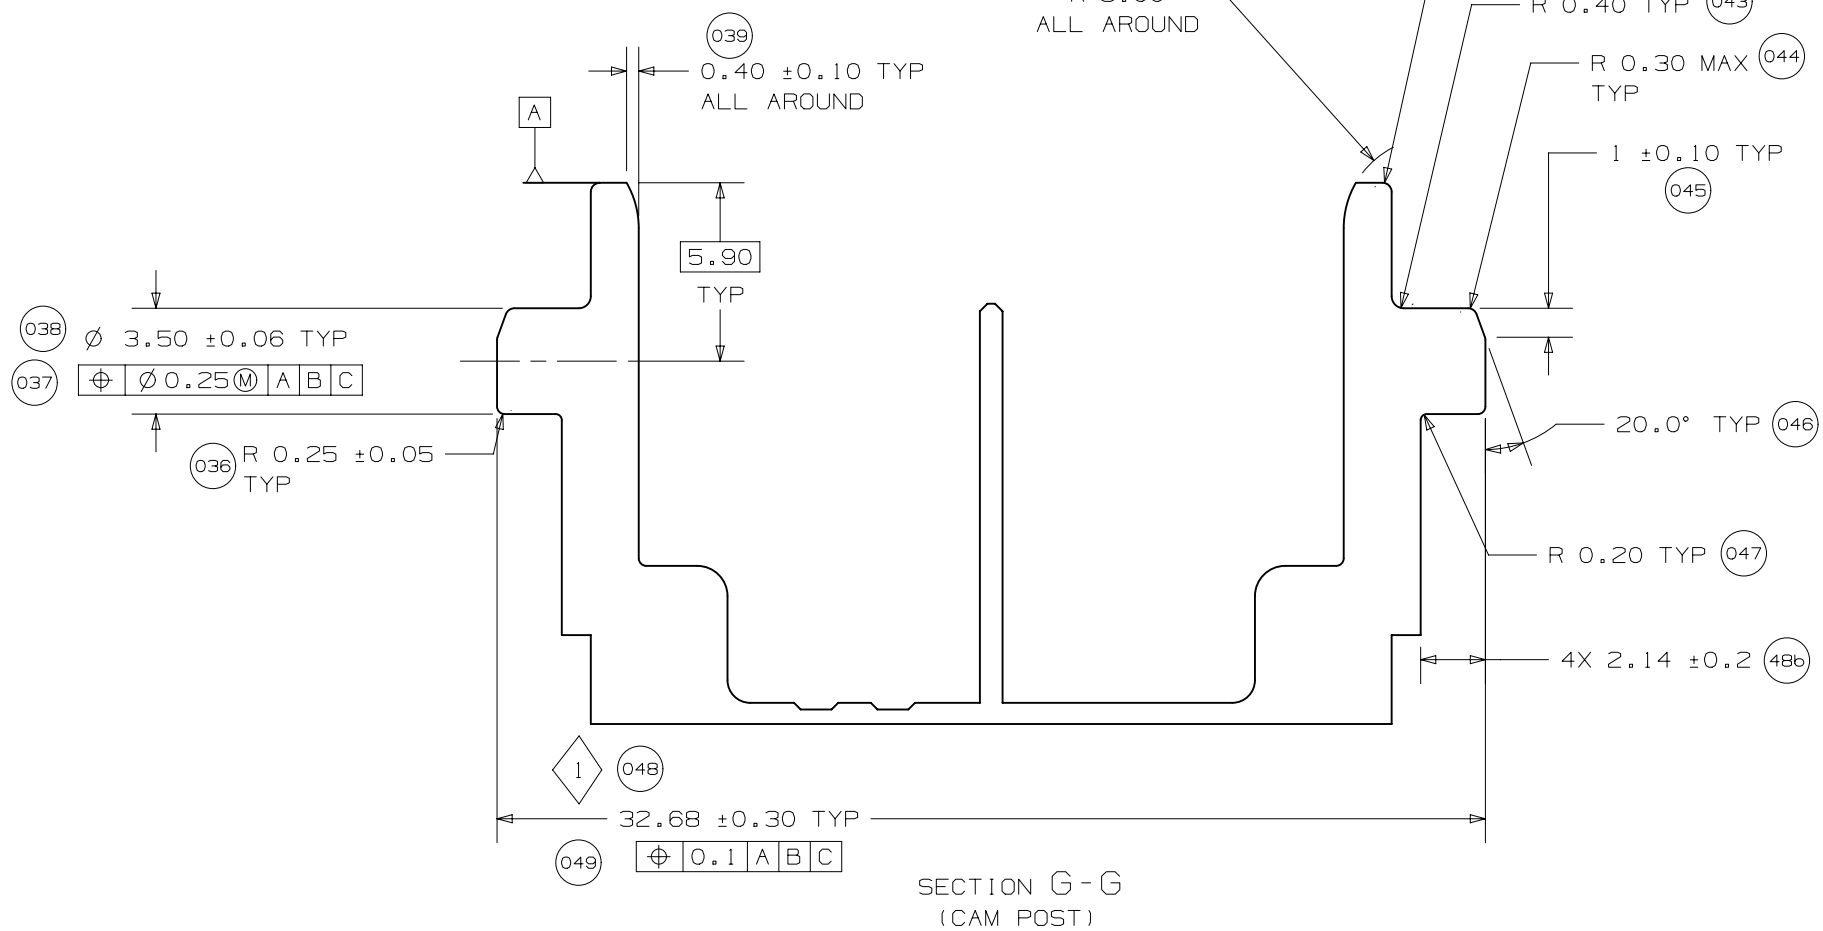 ALL AROUND
R 0.40 TYP 043
039
0.40 ±0.10 TYP
ALL AROUND
R 0.30 MAX 044
TYP
A
1 ±0.10 TYP
045
5.90
TYP
038 Ø 3.50 ±0.06 TYP
037 ⌖ Ø 0.25 Ⓜ A B C
036 R 0.25 ±0.05
TYP
20.0° TYP 046
R 0.20 TYP 047
4X 2.14 ±0.2 48b
1 048
32.68 ±0.30 TYP
049 ⌖ 0.1 A B C
SECTION G-G
(CAM POST)